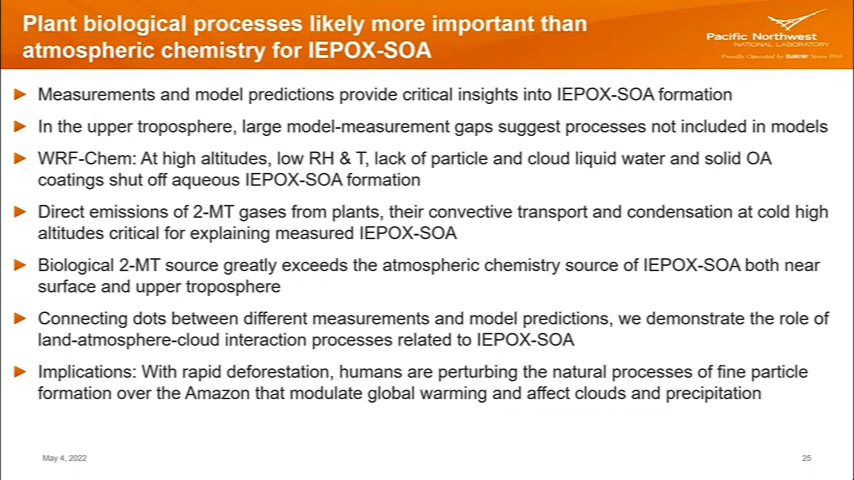 Plant biological processes likely more important than
atmospheric chemistry for IEPOX-SOA
Pacific Northwest
NATIONAL LABORATORY
Proudly Operated by Battelle Since 1965
Measurements and model predictions provide critical insights into IEPOX-SOA formation
In the upper troposphere, large model-measurement gaps suggest processes not included in models
WRF-Chem: At high altitudes, low RH & T, lack of particle and cloud liquid water and solid OA
coatings shut off aqueous IEPOX-SOA formation
Direct emissions of 2-MT gases from plants, their convective transport and condensation at cold high
altitudes critical for explaining measured IEPOX-SOA
Biological 2-MT source greatly exceeds the atmospheric chemistry source of IEPOX-SOA both near
surface and upper troposphere
Connecting dots between different measurements and model predictions, we demonstrate the role of
land-atmosphere-cloud interaction processes related to IEPOX-SOA
Implications: With rapid deforestation, humans are perturbing the natural processes of fine particle
formation over the Amazon that modulate global warming and affect clouds and precipitation
May 4, 2022
25